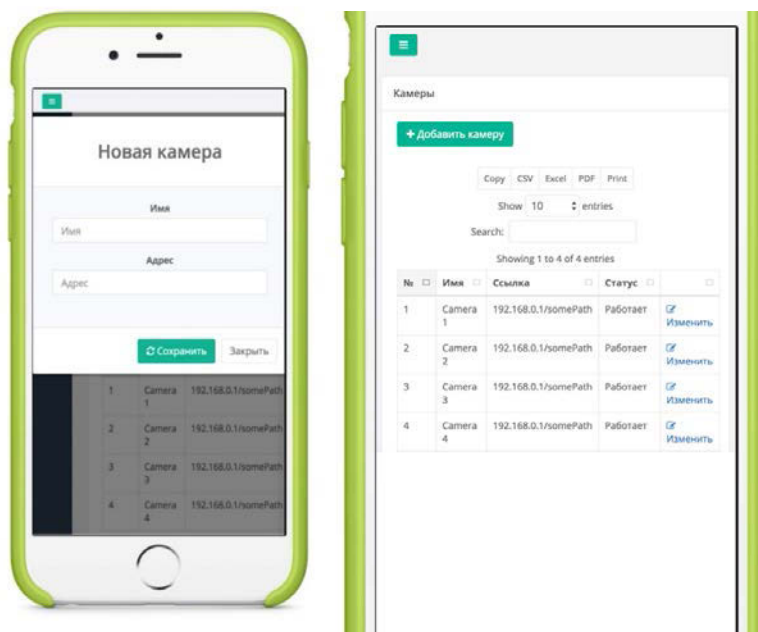 Новая камера
Имя
Имя
Адрес
Адрес
Сохранить Закрыть
1 Camera 1 192.168.0.1/somePath
2 Camera 2 192.168.0.1/somePath
3 Camera 3 192.168.0.1/somePath
4 Camera 4 192.168.0.1/somePath
Камеры
+ Добавить камеру
Copy CSV Excel PDF Print
Show 10 entries
Search:
Showing 1 to 4 of 4 entries
№ Имя Ссылка Статус
1 Camera 1 192.168.0.1/somePath Работает Изменить
2 Camera 2 192.168.0.1/somePath Работает Изменить
3 Camera 3 192.168.0.1/somePath Работает Изменить
4 Camera 4 192.168.0.1/somePath Работает Изменить